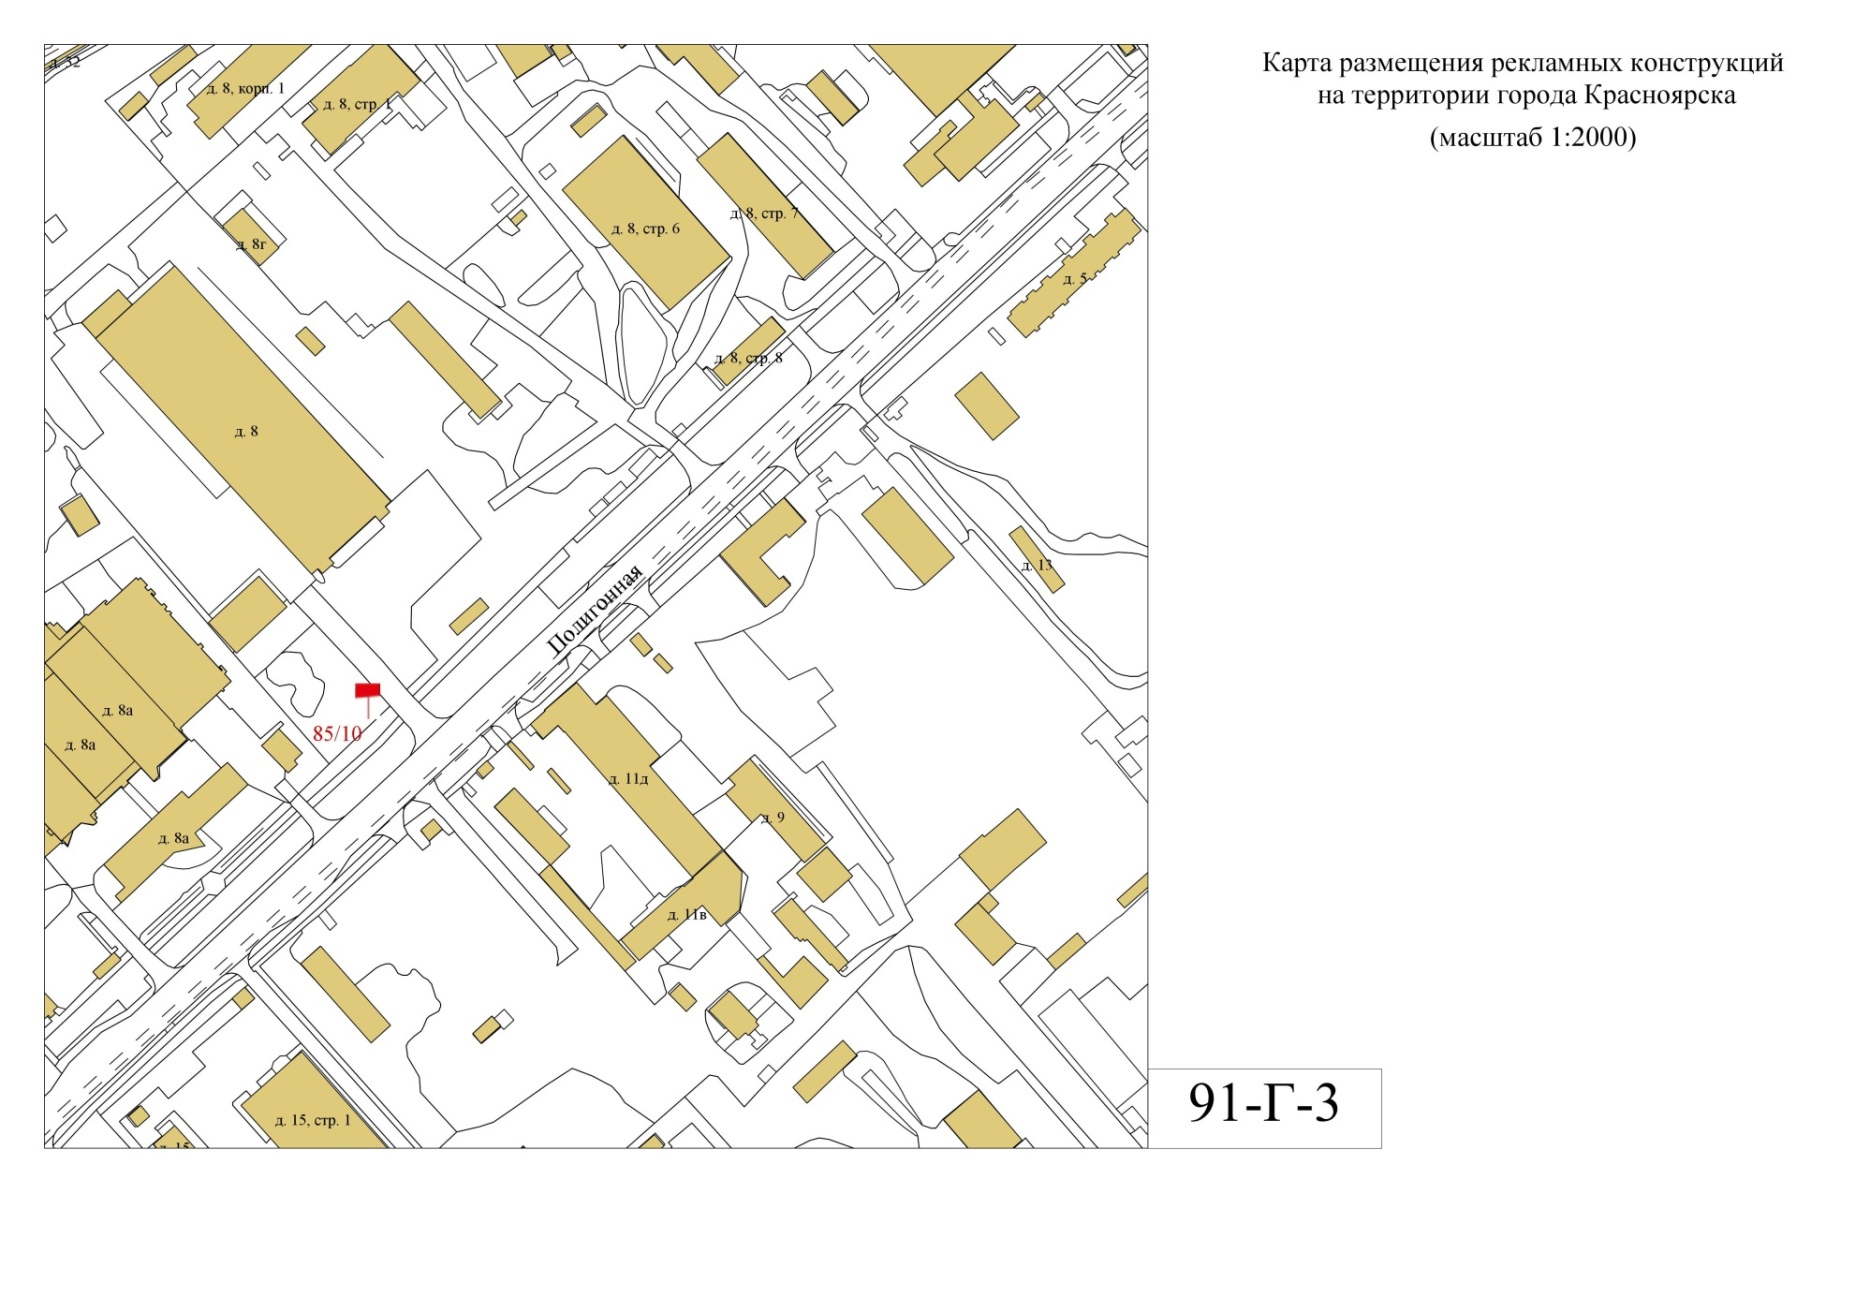 Карта размещения рекламных конструкций
на территории города Красноярска
(масштаб 1:2000)
д. 8, корп. 1
д. 8, стр. 1
д. 8, стр. 7
д. 8, стр. 6
д. 8г
д. 5
д. 8, стр. 8
д. 8
д. 13
Полигонная
85/10
д. 8а
д. 8а
д. 11д
д. 9
д. 8а
д. 11в
91-Г-3
д. 15, стр. 1
д. 15